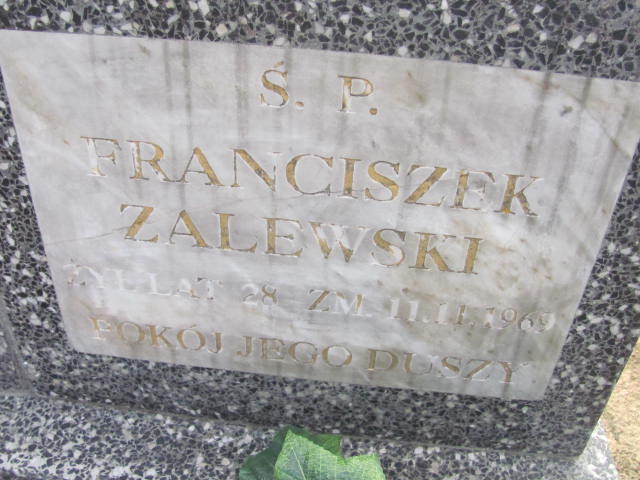 Ś. P.
FRANCISZEK
ZALEWSKI
ŻYŁ LAT 28 ZM. 11.11.1969
POKÓJ JEGO DUSZY